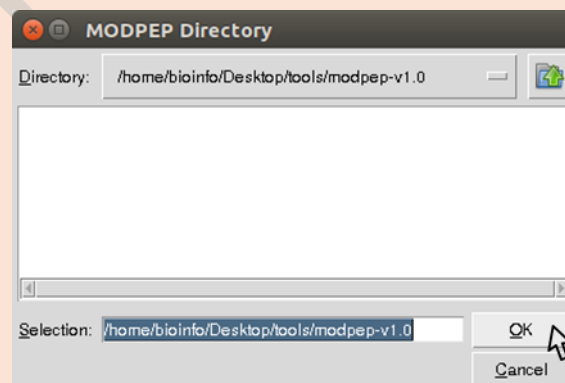 MODPEP Directory
Directory: /home/bioinfo/Desktop/tools/modpep-v1.0
Selection: /home/bioinfo/Desktop/tools/modpep-v1.0 OK
Cancel